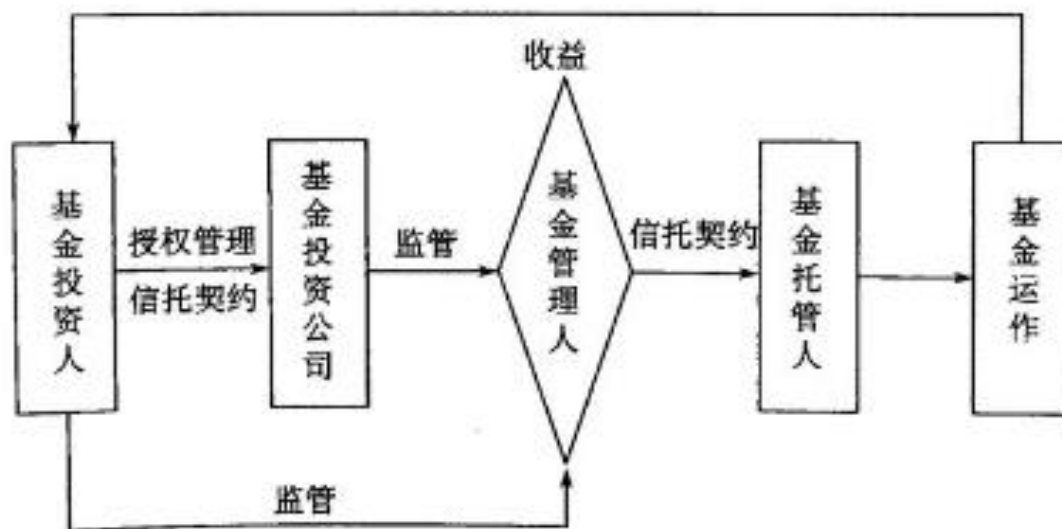 收益
基金投资人
授权管理
信托契约
基金投资公司
监管
基金管理人
信托契约
基金托管人
基金运作
监管